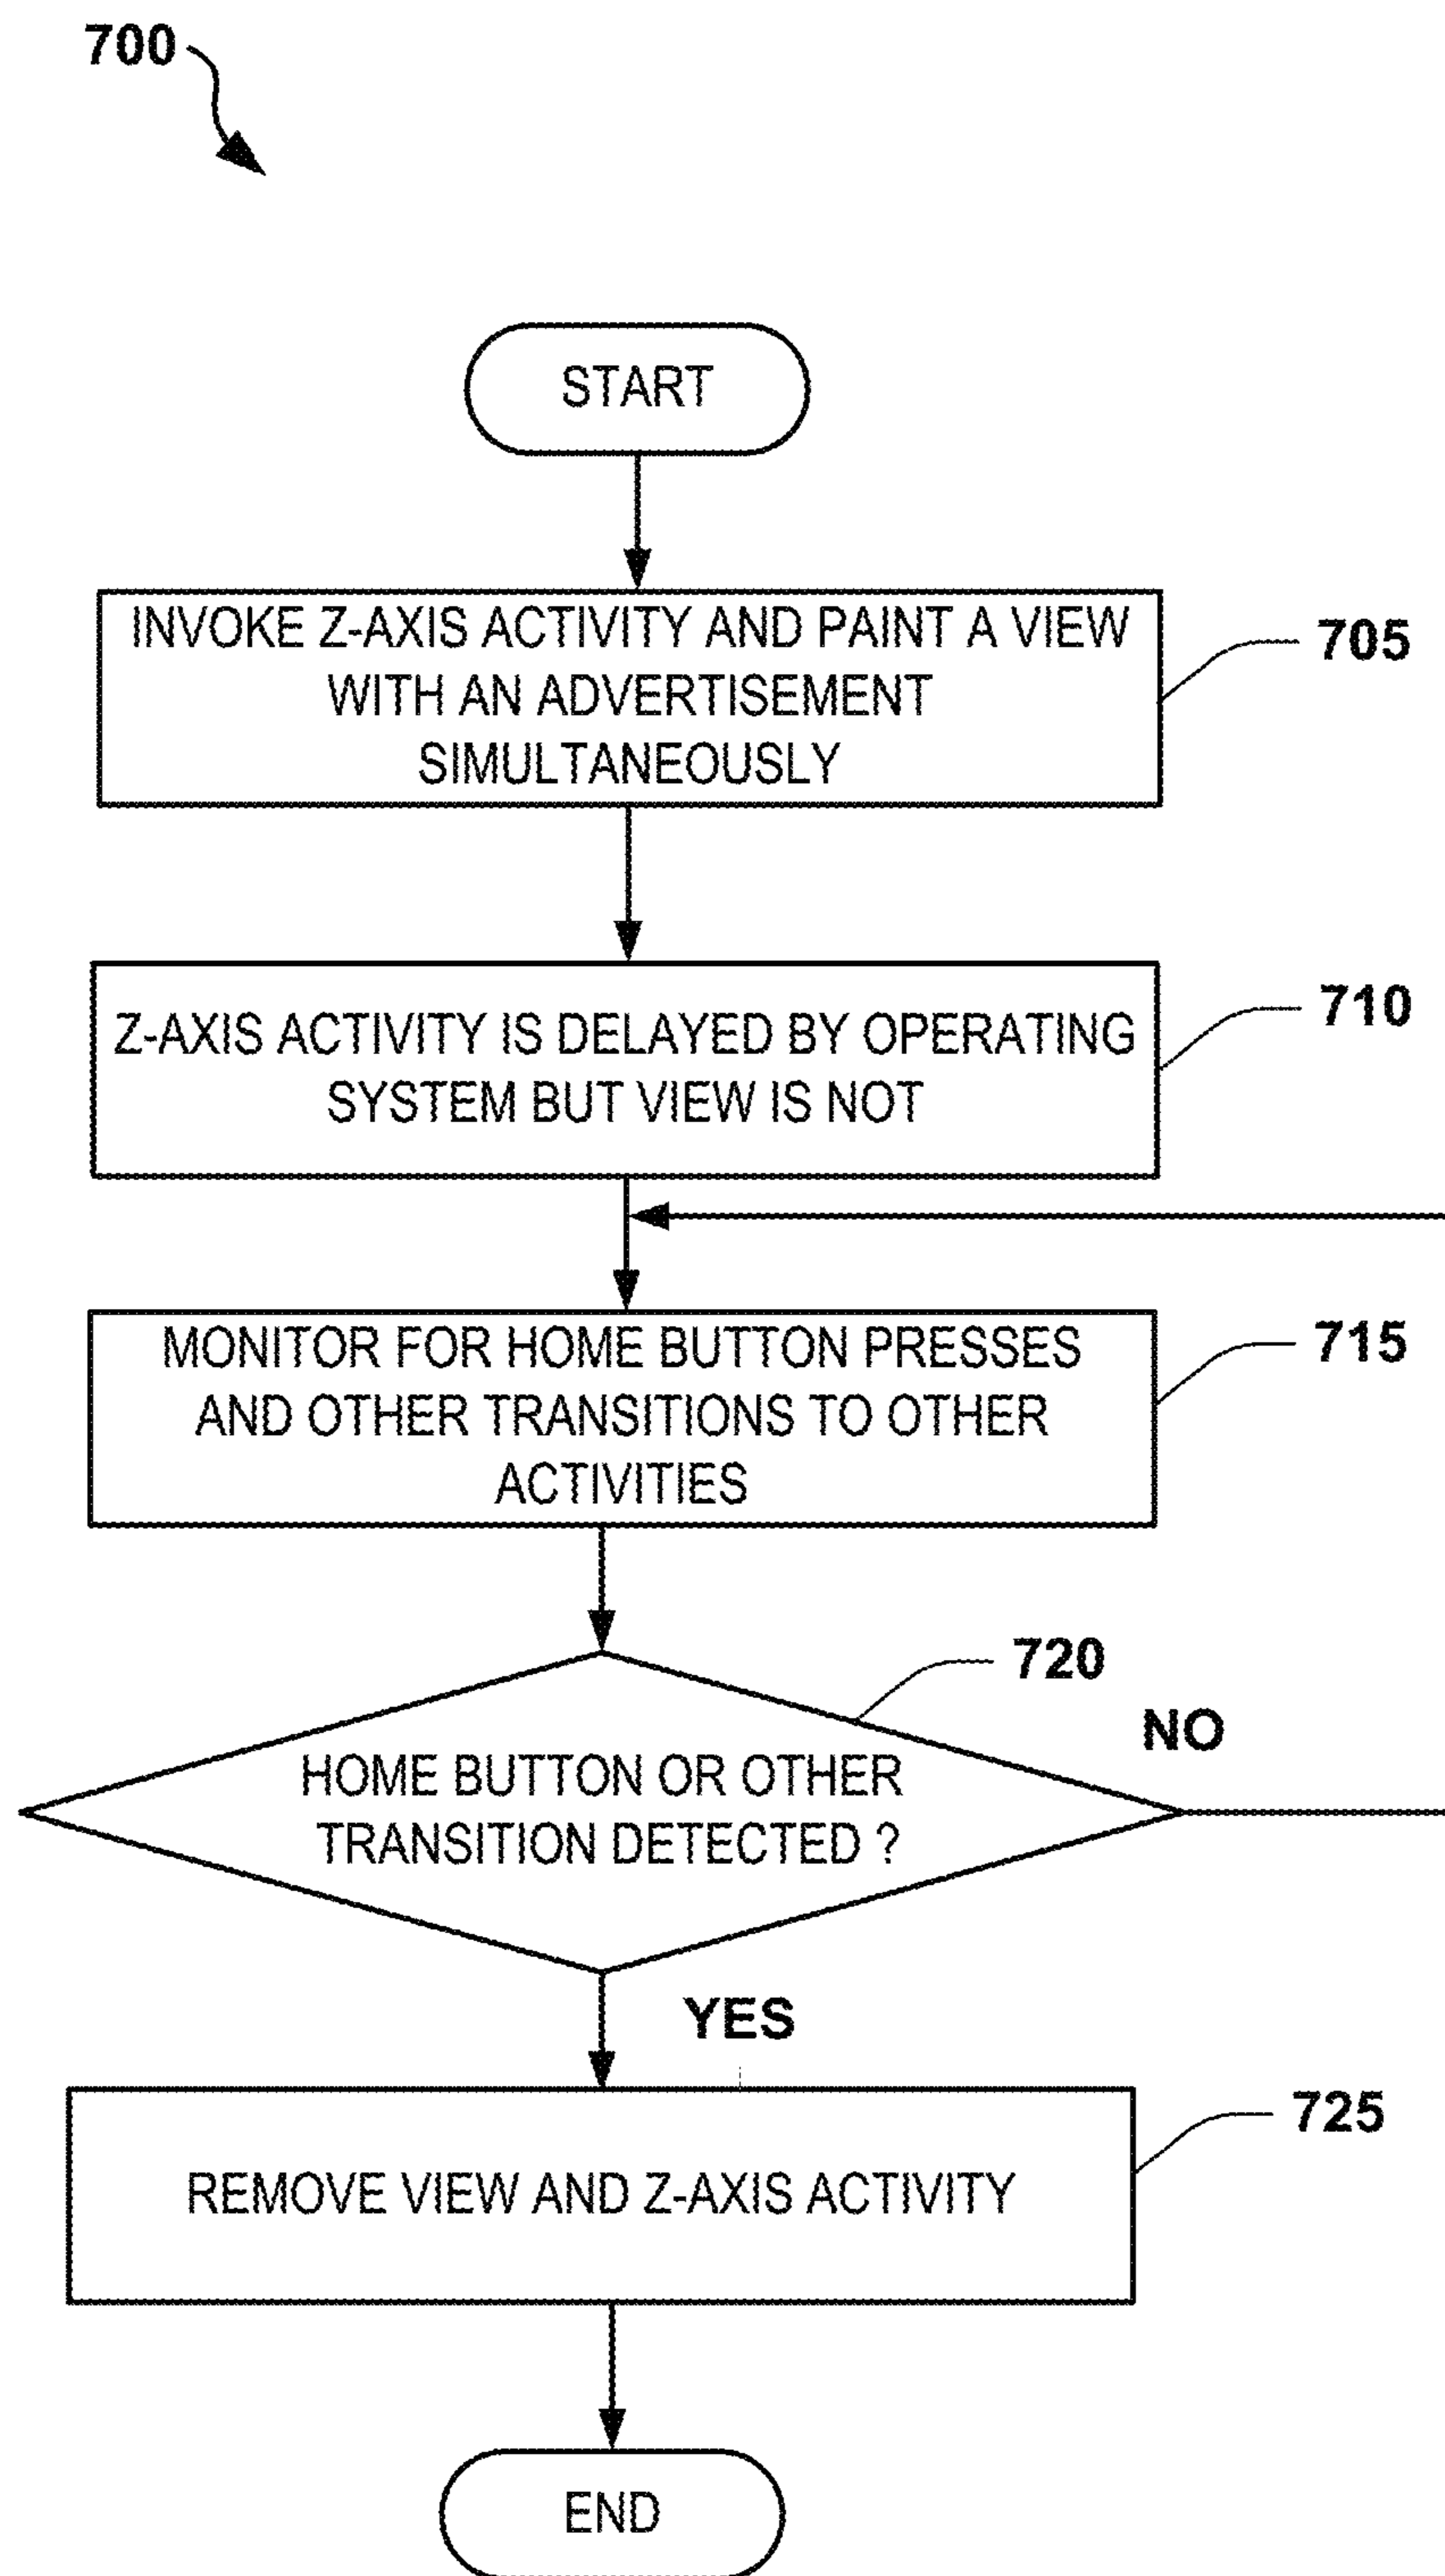 700
START
INVOKE Z-AXIS ACTIVITY AND PAINT A VIEW
WITH AN ADVERTISEMENT
SIMULTANEOUSLY
705
Z-AXIS ACTIVITY IS DELAYED BY OPERATING
SYSTEM BUT VIEW IS NOT
710
MONITOR FOR HOME BUTTON PRESSES
AND OTHER TRANSITIONS TO OTHER
ACTIVITIES
715
720
HOME BUTTON OR OTHER
TRANSITION DETECTED ?
NO
YES
REMOVE VIEW AND Z-AXIS ACTIVITY
725
END